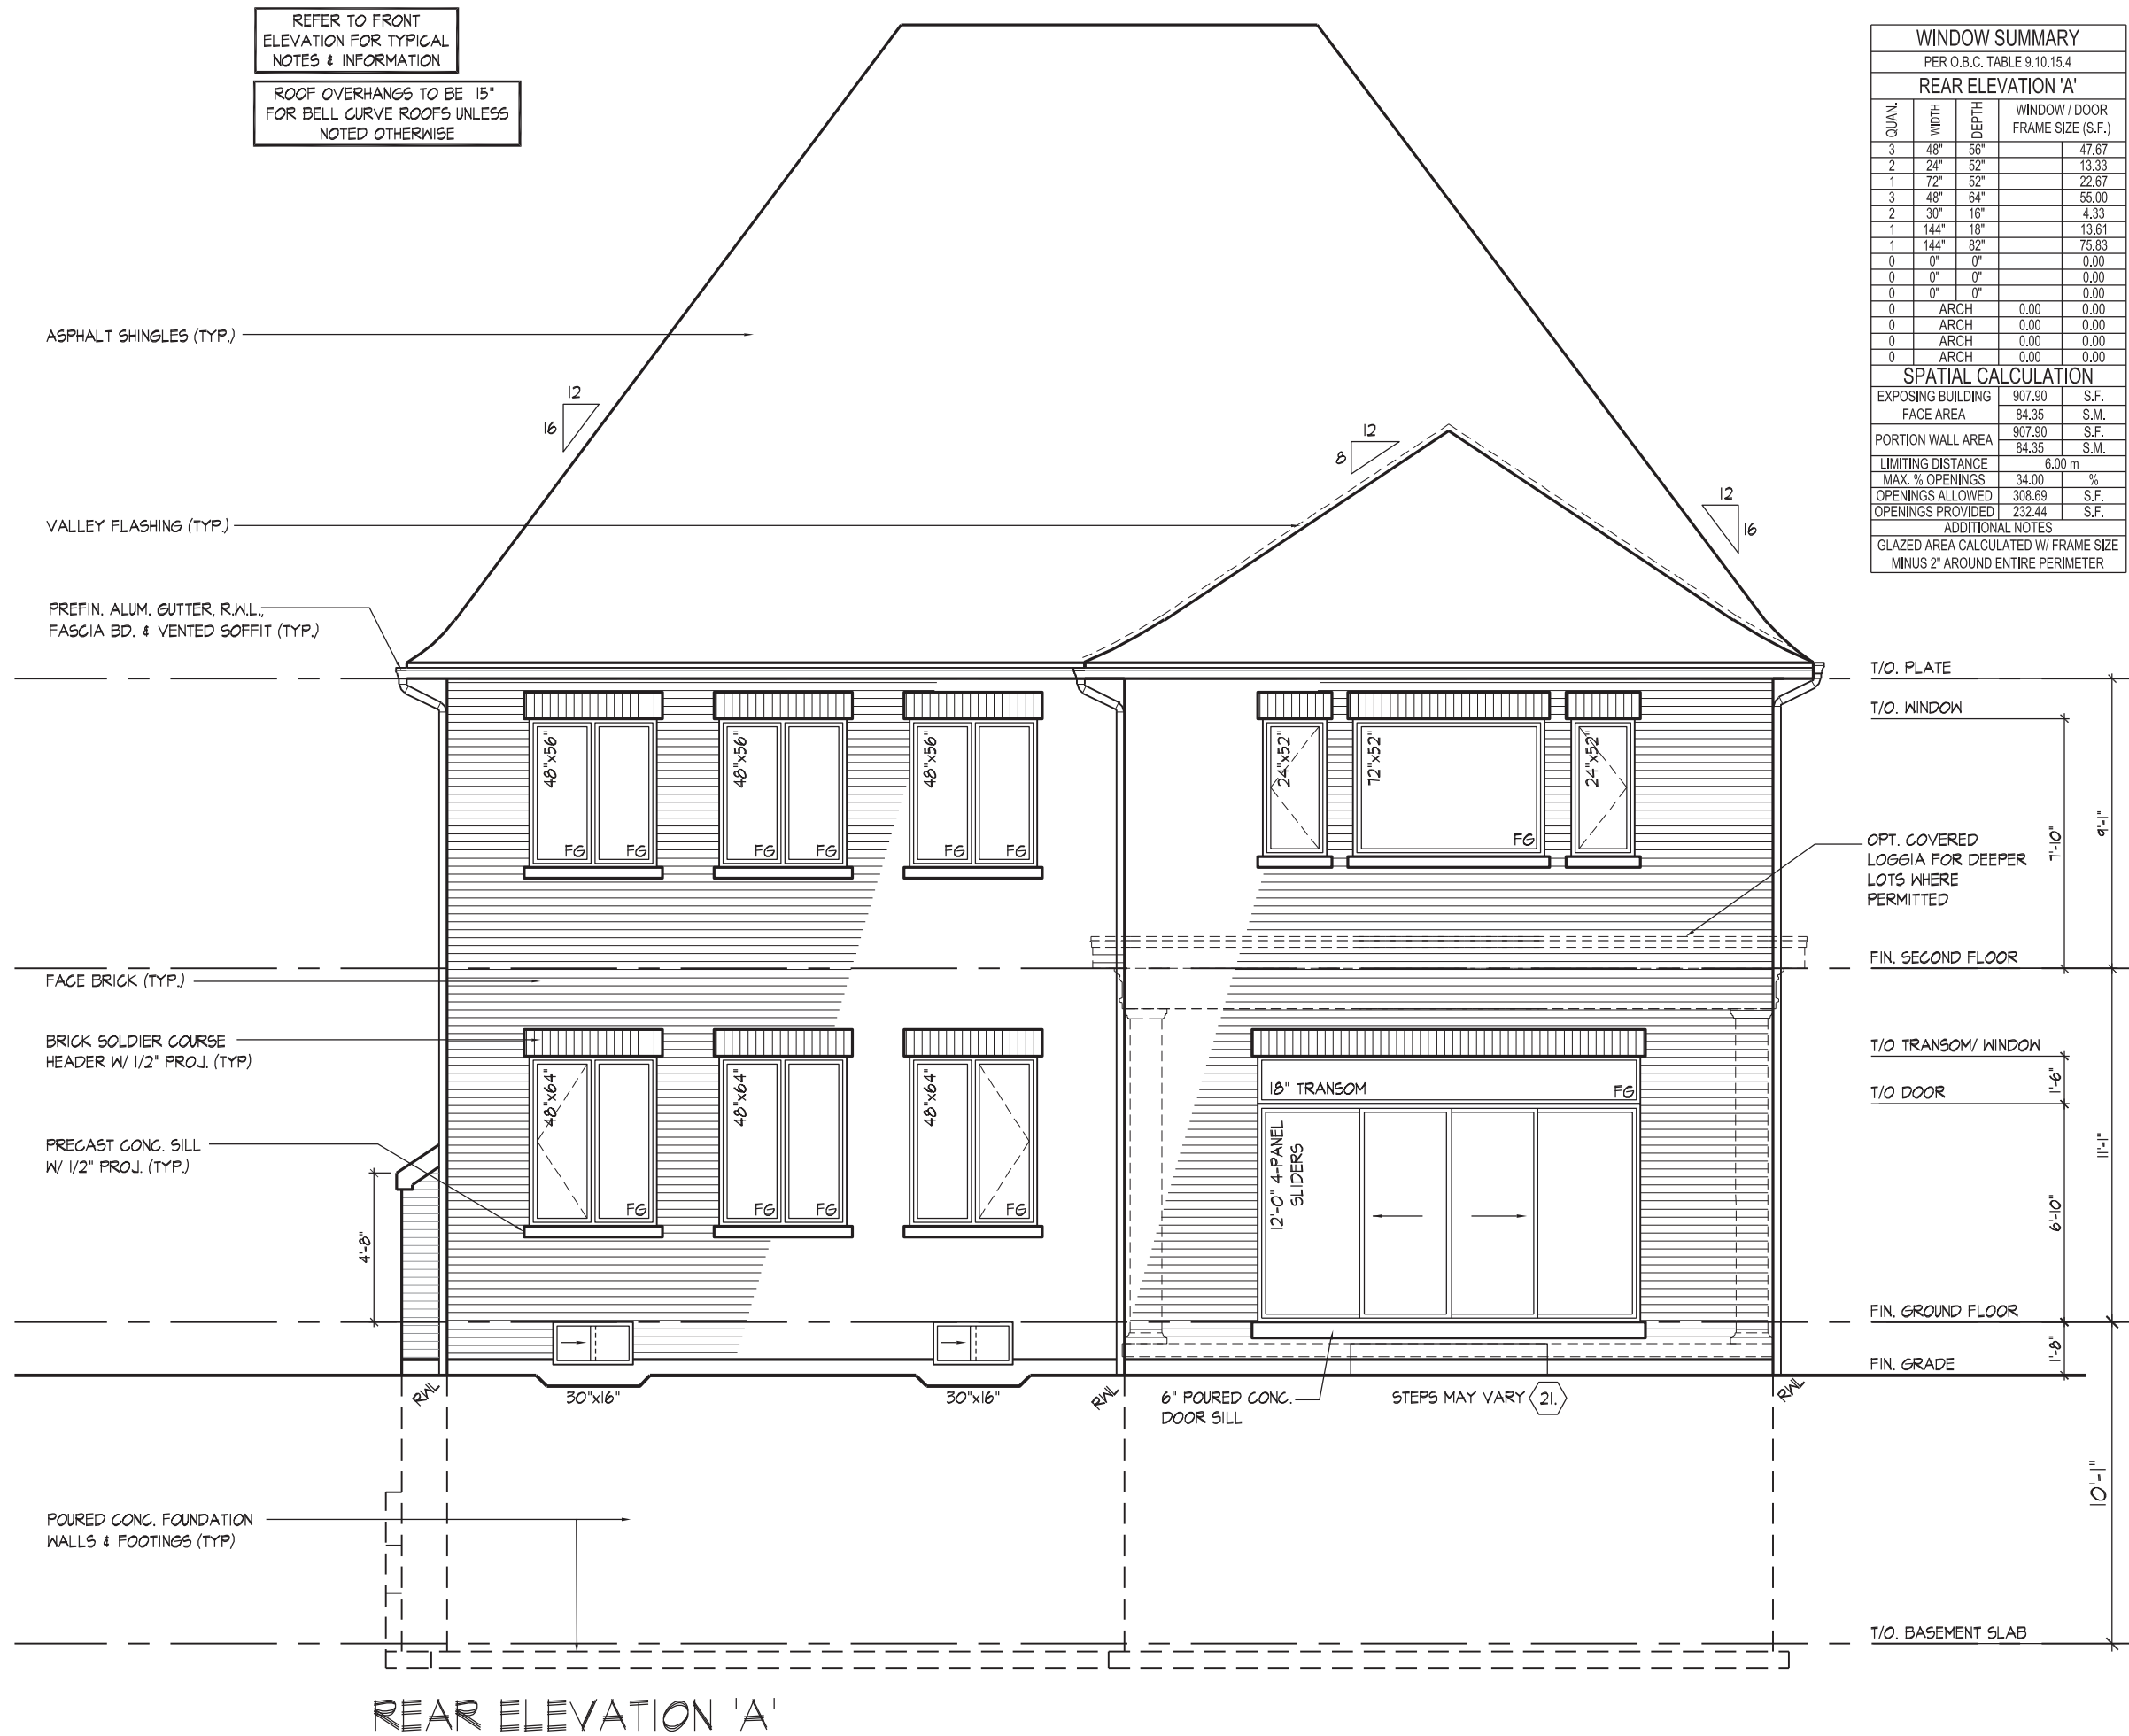 REFER TO FRONT
ELEVATION FOR TYPICAL
NOTES & INFORMATION
ROOF OVERHANGS TO BE 15"
FOR BELL CURVE ROOFS UNLESS
NOTED OTHERWISE
WINDOW SUMMARY
PER O.B.C. TABLE 9.10.15.4
REAR ELEVATION 'A'
QUAN. WIDTH DEPTH WINDOW / DOOR
FRAME SIZE (S.F.)
3 48" 56" 47.67
2 24" 52" 13.33
1 72" 52" 22.67
3 48" 64" 55.00
2 30" 16" 4.33
1 144" 18" 13.61
1 144" 82" 75.83
0 0" 0" 0.00
0 0" 0" 0.00
0 0" 0" 0.00
0 ARCH 0.00 0.00
0 ARCH 0.00 0.00
0 ARCH 0.00 0.00
0 ARCH 0.00 0.00
SPATIAL CALCULATION
EXPOSING BUILDING 907.90 S.F.
FACE AREA 84.35 S.M.
PORTION WALL AREA 907.90 S.F.
84.35 S.M.
LIMITING DISTANCE 6.00 m
MAX. % OPENINGS 34.00 %
OPENINGS ALLOWED 308.69 S.F.
OPENINGS PROVIDED 232.44 S.F.
ADDITIONAL NOTES
GLAZED AREA CALCULATED W/ FRAME SIZE
MINUS 2" AROUND ENTIRE PERIMETER
ASPHALT SHINGLES (TYP.)
12
16
12
8
12
16
VALLEY FLASHING (TYP.)
PREFIN. ALUM. GUTTER, R.W.L.,
FASCIA BD. & VENTED SOFFIT (TYP.)
T/O. PLATE
T/O. WINDOW
48"x56"
48"x56"
48"x56"
24"x52"
72"x52"
24"x52"
FG FG FG FG FG FG FG
7'-10"
9'-1"
OPT. COVERED
LOGGIA FOR DEEPER
LOTS WHERE
PERMITTED
FIN. SECOND FLOOR
FACE BRICK (TYP.)
BRICK SOLDIER COURSE
HEADER W/ 1/2" PROJ. (TYP)
T/O TRANSOM/ WINDOW
1'-6"
T/O DOOR
48"x64"
48"x64"
48"x64"
18" TRANSOM FG
12'-0" 4-PANEL
SLIDERS
PRECAST CONC. SILL
W/ 1/2" PROJ. (TYP.)
FG FG FG FG
11'-1"
6'-10"
4'-8"
FIN. GROUND FLOOR
1'-8"
FIN. GRADE
RWL
30"x16"
30"x16"
RWL
6" POURED CONC.
DOOR SILL
STEPS MAY VARY 21.
RWL
10'-1"
POURED CONC. FOUNDATION
WALLS & FOOTINGS (TYP)
T/O. BASEMENT SLAB
REAR ELEVATION 'A'